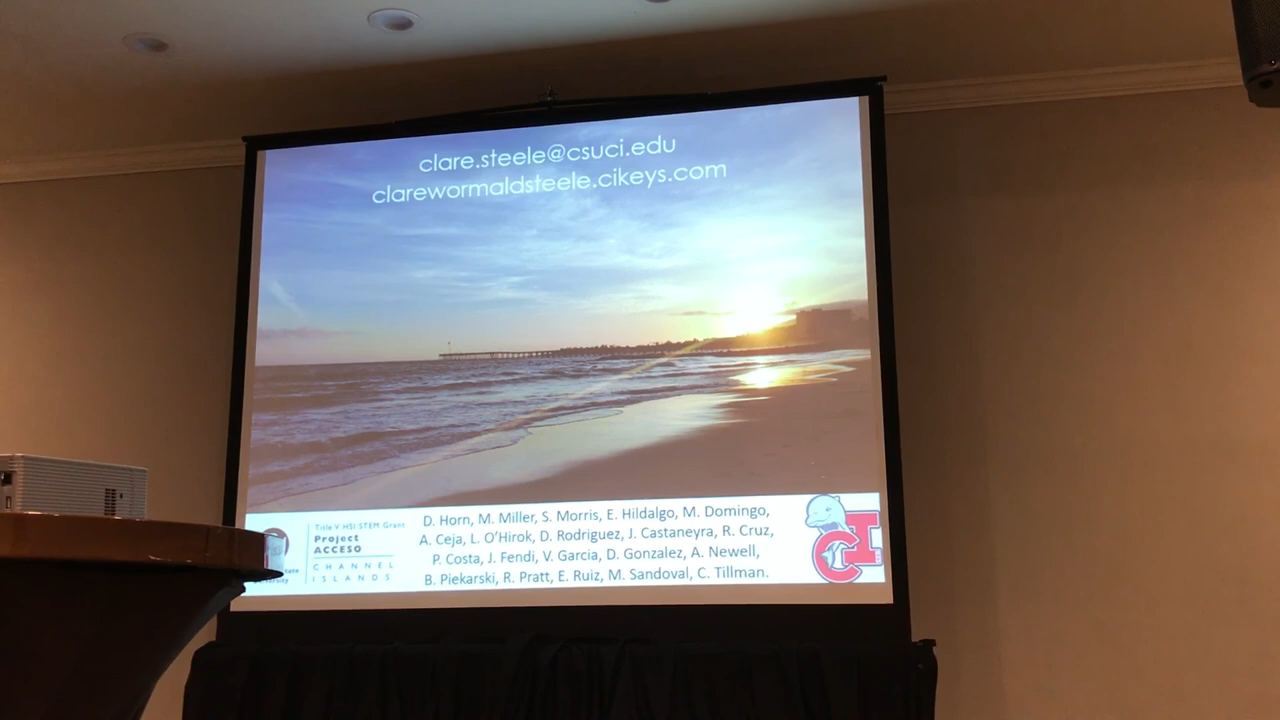 clare.steele@csuci.edu
clarewormaldsteele.cikeys.com
Title V HSI STEM Grant
Project
ACCESO
CHANNEL
ISLANDS
D. Horn, M. Miller, S. Morris, E. Hildalgo, M. Domingo,
A. Ceja, L. O'Hirok, D. Rodriguez, J. Castaneyra, R. Cruz,
P. Costa, J. Fendi, V. Garcia, D. Gonzalez, A. Newell,
B. Piekarski, R. Pratt, E. Ruiz, M. Sandoval, C. Tillman.
CI